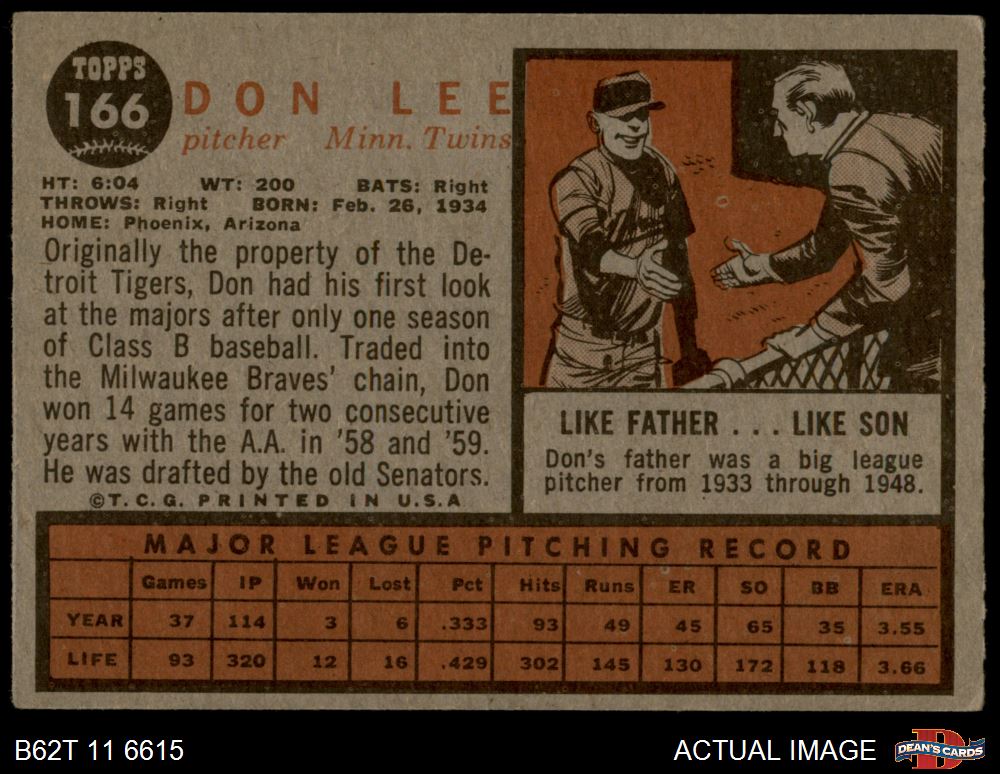 TOPPS
166
DON LEE
pitcher Minn. Twins
HT: 6:04 WT: 200 BATS: Right
THROWS: Right BORN: Feb. 26, 1934
HOME: Phoenix, Arizona
Originally the property of the De-
troit Tigers, Don had his first look
at the majors after only one season
of Class B baseball. Traded into
the Milwaukee Braves' chain, Don
won 14 games for two consecutive
years with the A.A. in '58 and '59.
He was drafted by the old Senators.
©T.C.G. PRINTED IN U.S.A
LIKE FATHER . . . LIKE SON
Don's father was a big league
pitcher from 1933 through 1948.
MAJOR LEAGUE PITCHING RECORD
Games IP Won Lost Pct Hits Runs ER SO BB ERA
YEAR 37 114 3 6 .333 93 49 45 65 35 3.55
LIFE 93 320 12 16 .429 302 145 130 172 118 3.66
B62T 11 6615
ACTUAL IMAGE
D
DEAN'S CARDS